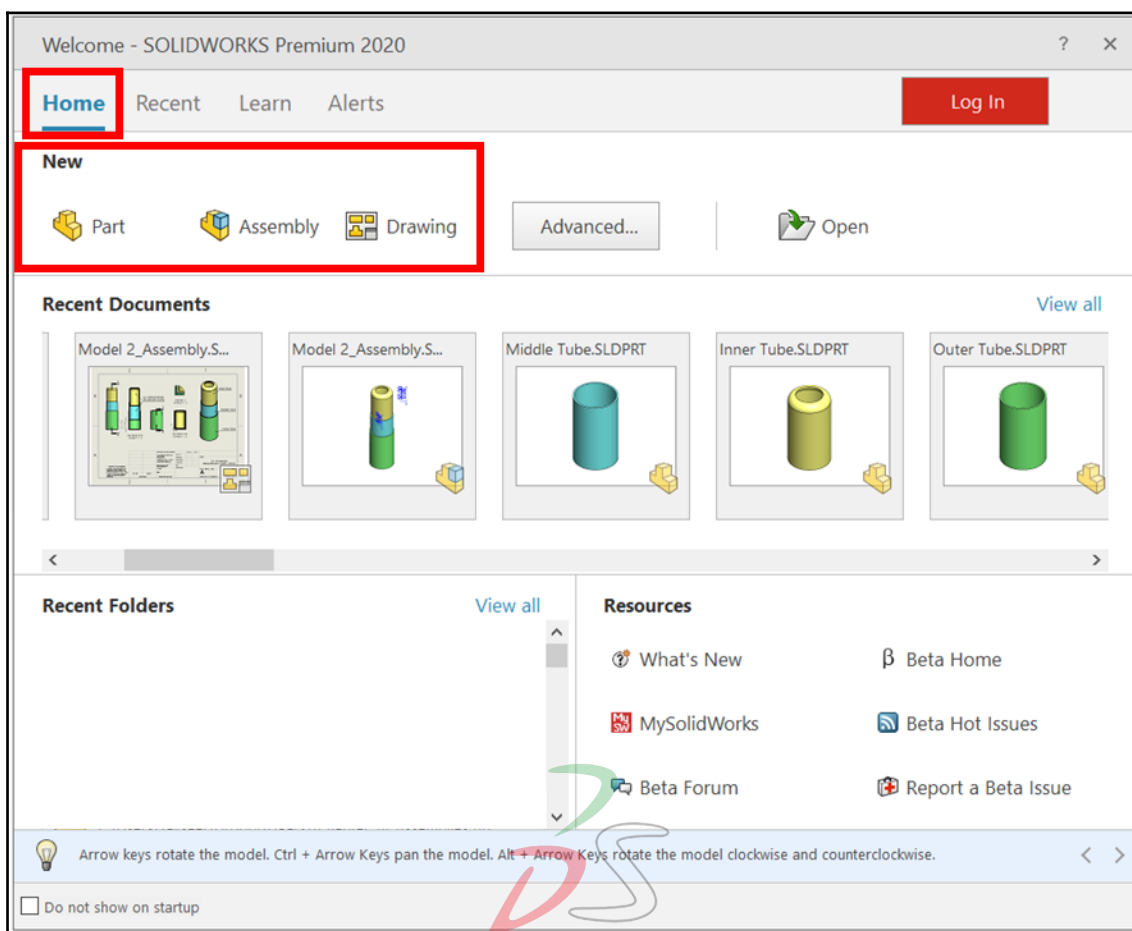 Welcome - SOLIDWORKS Premium 2020 ?
Home Recent Learn Alerts Log In
New
Part Assembly Drawing Advanced... Open
Recent Documents View all
Model 2_Assembly.S... Model 2_Assembly.S... Middle Tube.SLDPRT Inner Tube.SLDPRT Outer Tube.SLDPRT
Recent Folders View all
Resources
What's New β Beta Home
My SW MySolidWorks Beta Hot Issues
Beta Forum Report a Beta Issue
Arrow keys rotate the model. Ctrl + Arrow Keys pan the model. Alt + Arrow Keys rotate the model clockwise and counterclockwise.
Do not show on startup